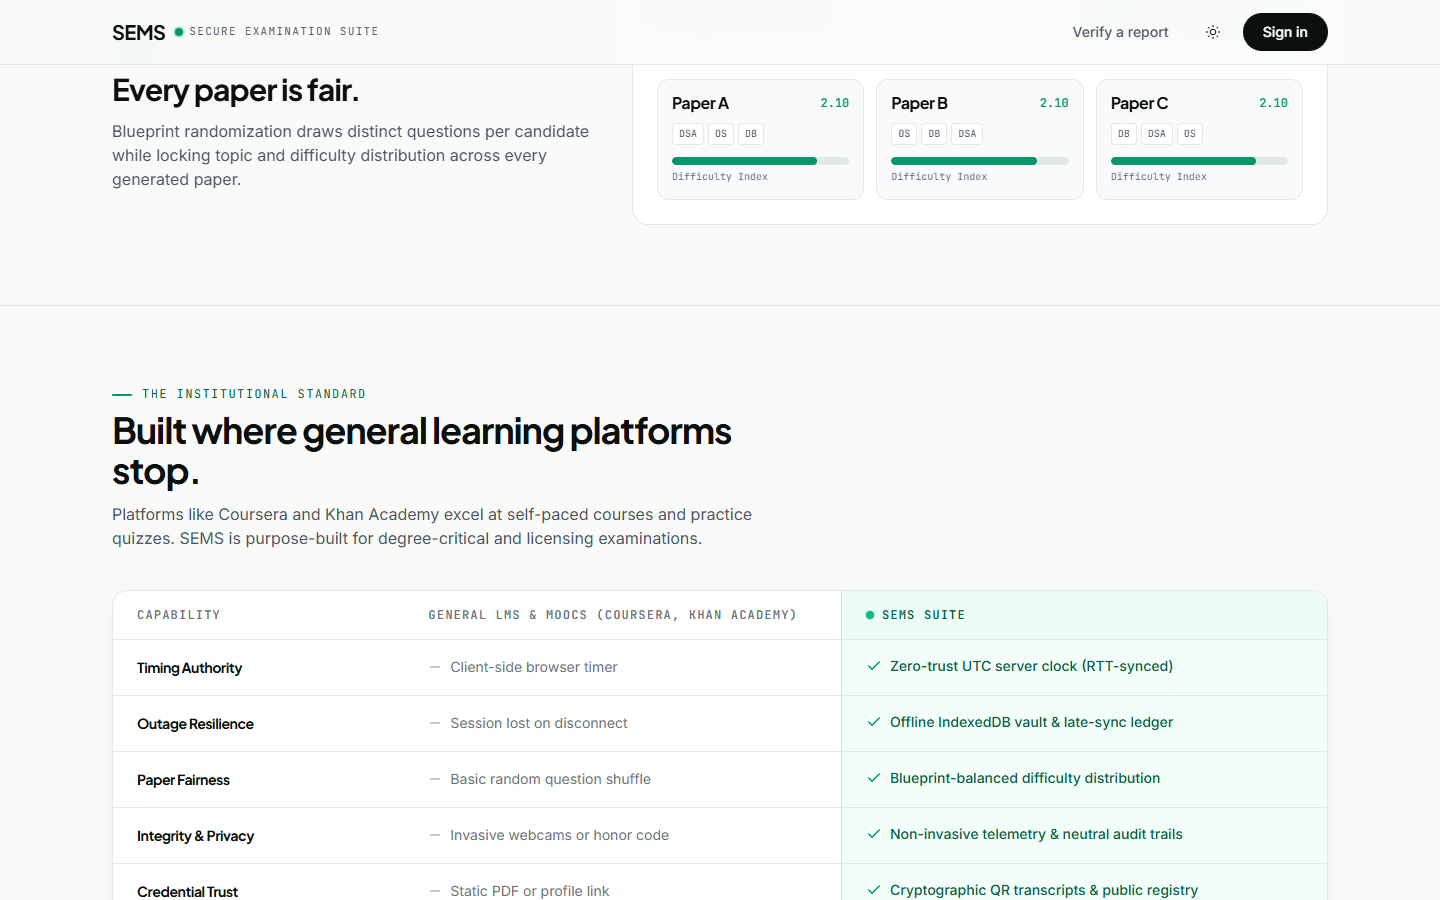 SEMS SECURE EXAMINATION SUITE
Verify a report
Sign in
Every paper is fair.
Blueprint randomization draws distinct questions per candidate
while locking topic and difficulty distribution across every
generated paper.
Paper A 2.10
DSA OS DB
Difficulty Index
Paper B 2.10
OS DB DSA
Difficulty Index
Paper C 2.10
DB DSA OS
Difficulty Index
THE INSTITUTIONAL STANDARD
Built where general learning platforms
stop.
Platforms like Coursera and Khan Academy excel at self-paced courses and practice
quizzes. SEMS is purpose-built for degree-critical and licensing examinations.
CAPABILITY GENERAL LMS & MOOCS (COURSERA, KHAN ACADEMY) SEMS SUITE
Timing Authority — Client-side browser timer ✓ Zero-trust UTC server clock (RTT-synced)
Outage Resilience — Session lost on disconnect ✓ Offline IndexedDB vault & late-sync ledger
Paper Fairness — Basic random question shuffle ✓ Blueprint-balanced difficulty distribution
Integrity & Privacy — Invasive webcams or honor code ✓ Non-invasive telemetry & neutral audit trails
Credential Trust — Static PDF or profile link ✓ Cryptographic QR transcripts & public registry